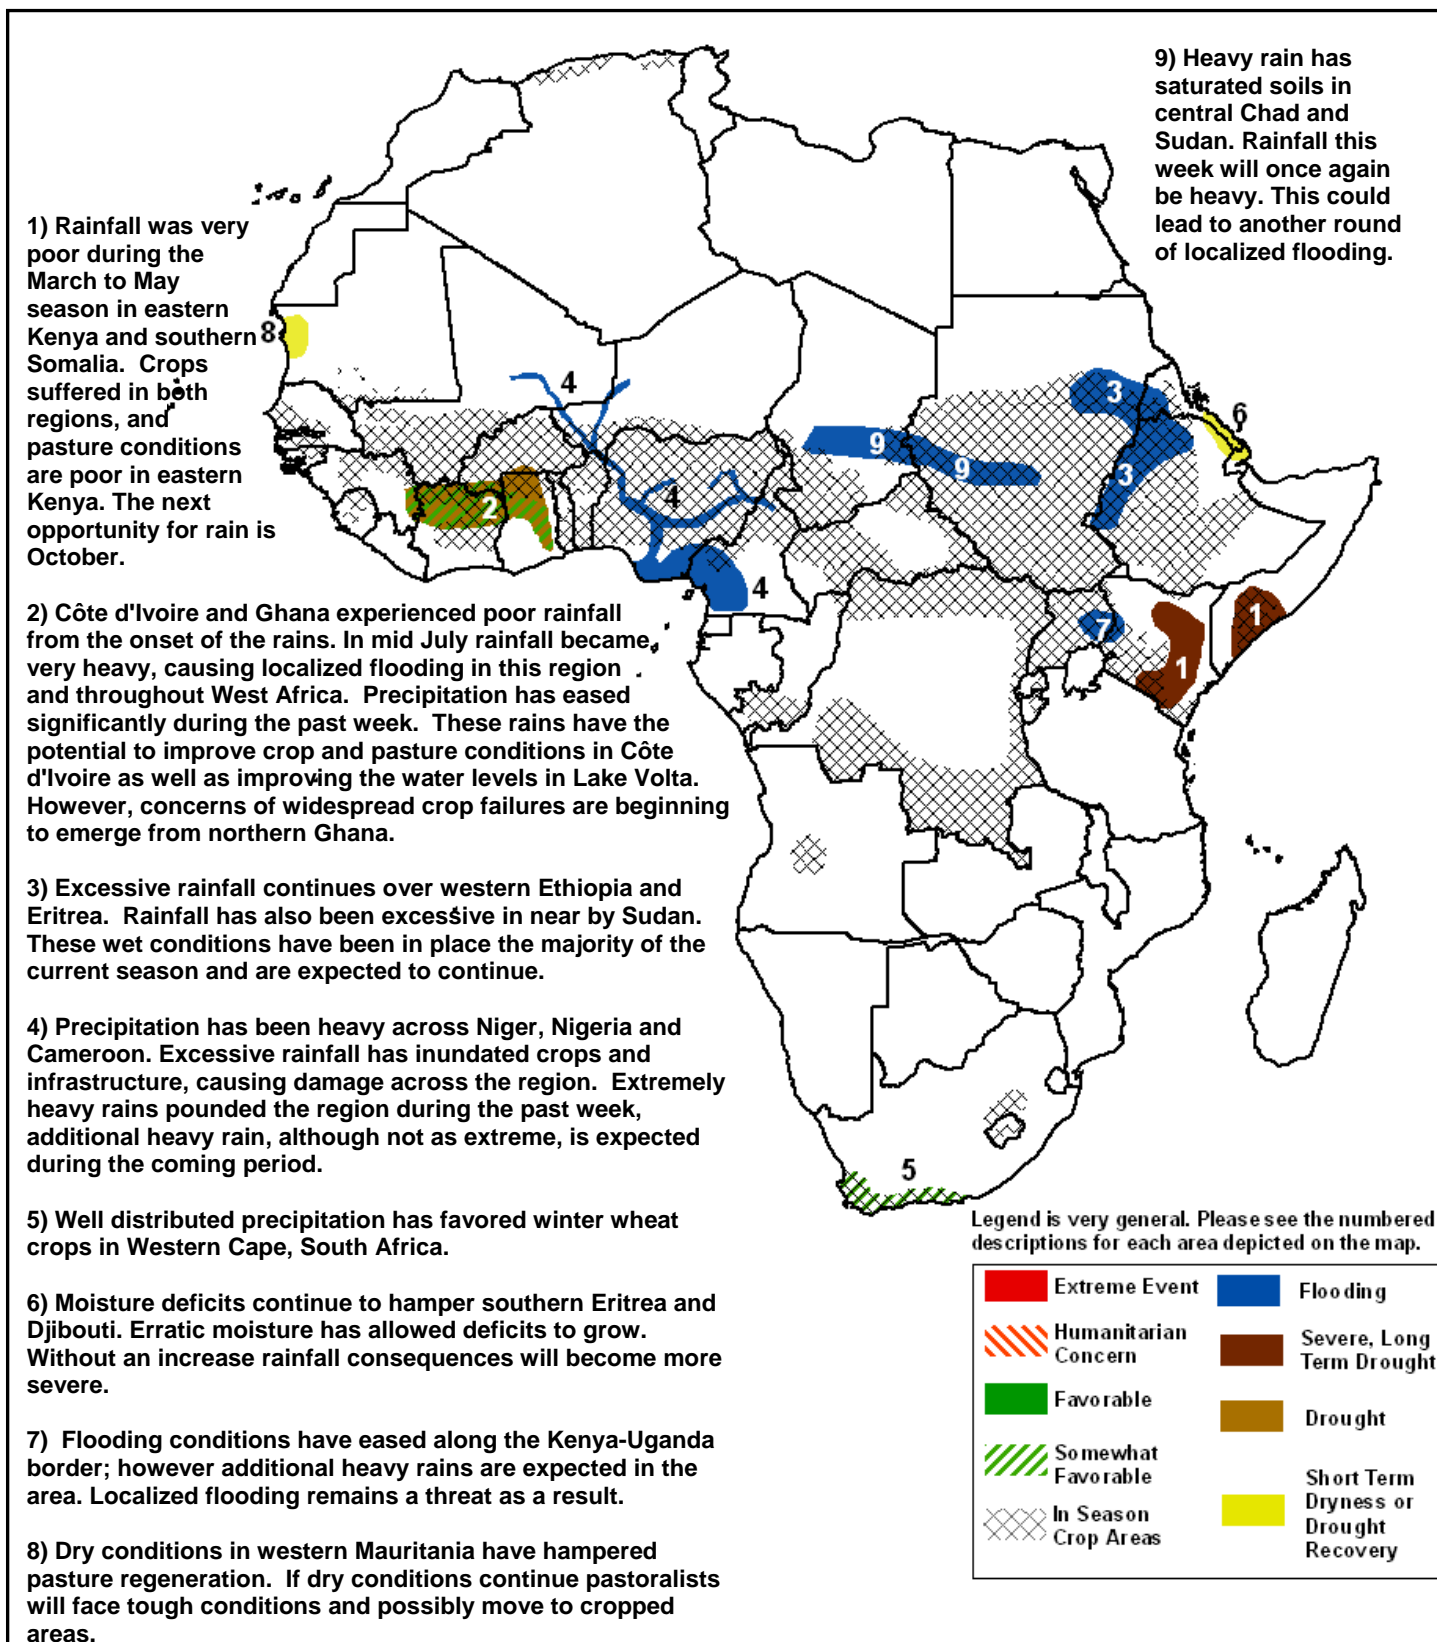 1) Rainfall was very
poor during the
March to May
season in eastern
Kenya and southern
Somalia.  Crops
suffered in both
regions, and
pasture conditions
are poor in eastern
Kenya. The next
opportunity for rain is
October.
2) Côte d'Ivoire and Ghana experienced poor rainfall
from the onset of the rains. In mid July rainfall became
very heavy, causing localized flooding in this region
and throughout West Africa.  Precipitation has eased
significantly during the past week.  These rains have the
potential to improve crop and pasture conditions in Côte
d'Ivoire as well as improving the water levels in Lake Volta.
However, concerns of widespread crop failures are beginning
to emerge from northern Ghana.
3) Excessive rainfall continues over western Ethiopia and
Eritrea.  Rainfall has also been excessive in near by Sudan.
These wet conditions have been in place the majority of the
current season and are expected to continue.
4) Precipitation has been heavy across Niger, Nigeria and
Cameroon. Excessive rainfall has inundated crops and
infrastructure, causing damage across the region.  Extremely
heavy rains pounded the region during the past week,
additional heavy rain, although not as extreme, is expected
during the coming period.
5) Well distributed precipitation has favored winter wheat
crops in Western Cape, South Africa.
6) Moisture deficits continue to hamper southern Eritrea and
Djibouti. Erratic moisture has allowed deficits to grow.
Without an increase rainfall consequences will become more
severe.
7)  Flooding conditions have eased along the Kenya-Uganda
border; however additional heavy rains are expected in the
area. Localized flooding remains a threat as a result.
8) Dry conditions in western Mauritania have hampered
pasture regeneration.  If dry conditions continue pastoralists
will face tough conditions and possibly move to cropped
areas.
9) Heavy rain has
saturated soils in
central Chad and
Sudan. Rainfall this
week will once again
be heavy. This could
lead to another round
of localized flooding.
8
4
3
6
9
9
3
2
4
4
7
1
1
5
Legend is very general. Please see the numbered
descriptions for each area depicted on the map.
Extreme Event
Humanitarian
Concern
Favorable
Somewhat
Favorable
In Season
Crop Areas
Flooding
Severe, Long
Term Drought
Drought
Short Term
Dryness or
Drought
Recovery